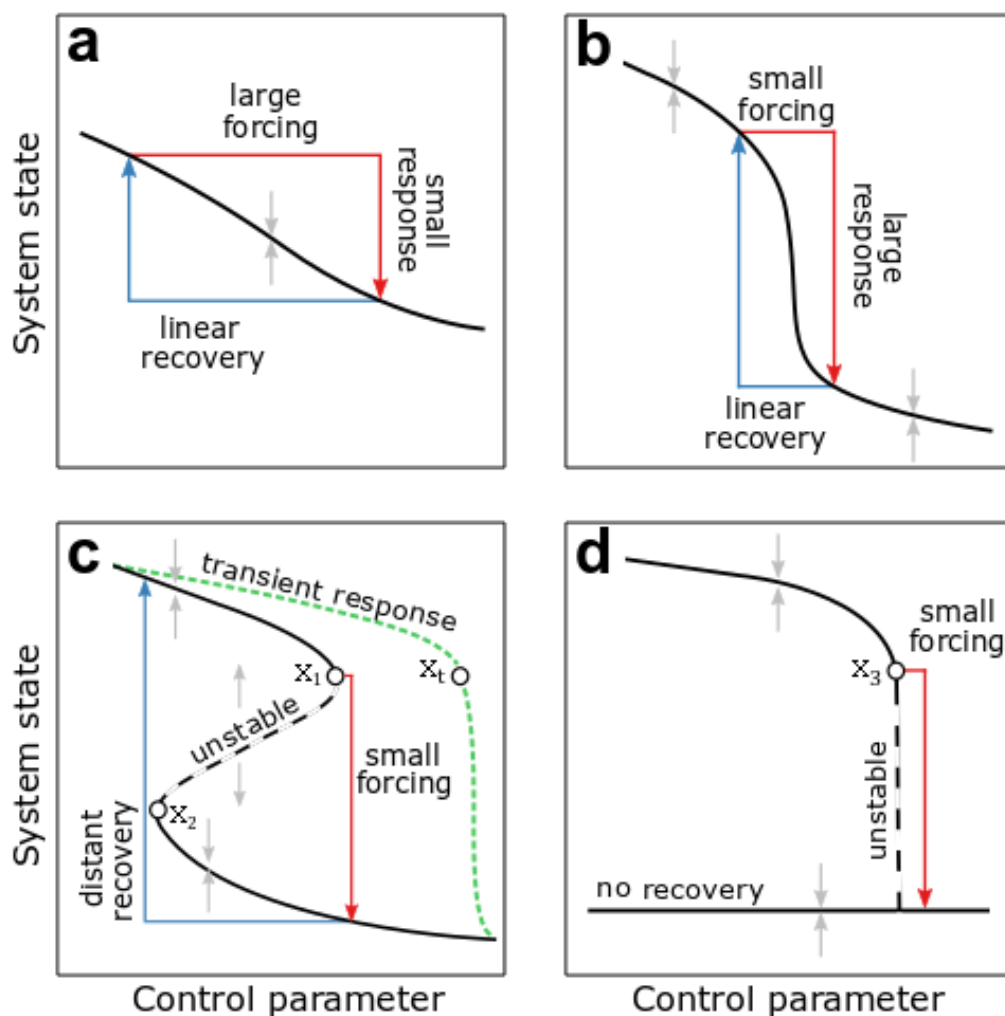 a
large
forcing
small
response
linear
recovery
System state
b
small
forcing
large
response
linear
recovery
c
transient response
X1
Xt
unstable
small
forcing
X2
distant
recovery
System state
Control parameter
d
small
forcing
X3
unstable
no recovery
Control parameter